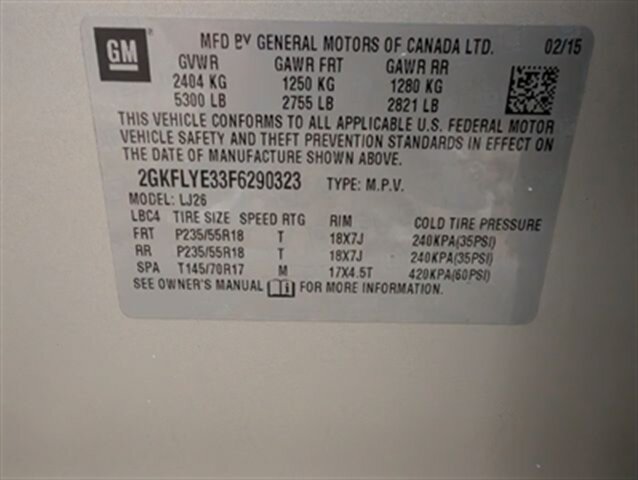 GM
MFD BY GENERAL MOTORS OF CANADA LTD. 02/15
GVWR GAWR FRT GAWR RR
2404 KG 1250 KG 1280 KG
5300 LB 2755 LB 2821 LB
THIS VEHICLE CONFORMS TO ALL APPLICABLE U.S. FEDERAL MOTOR
VEHICLE SAFETY AND THEFT PREVENTION STANDARDS IN EFFECT ON THE
DATE OF MANUFACTURE SHOWN ABOVE.
2GKFLYE33F6290323 TYPE: M.P.V.
MODEL: LJ26
LBC4 TIRE SIZE SPEED RTG RIM COLD TIRE PRESSURE
FRT P235/55R18 T 18X7J 240KPA(35PSI)
RR P235/55R18 T 18X7J 240KPA(35PSI)
SPA T145/70R17 M 17X4.5T 420KPA(60PSI)
SEE OWNER'S MANUAL FOR MORE INFORMATION.